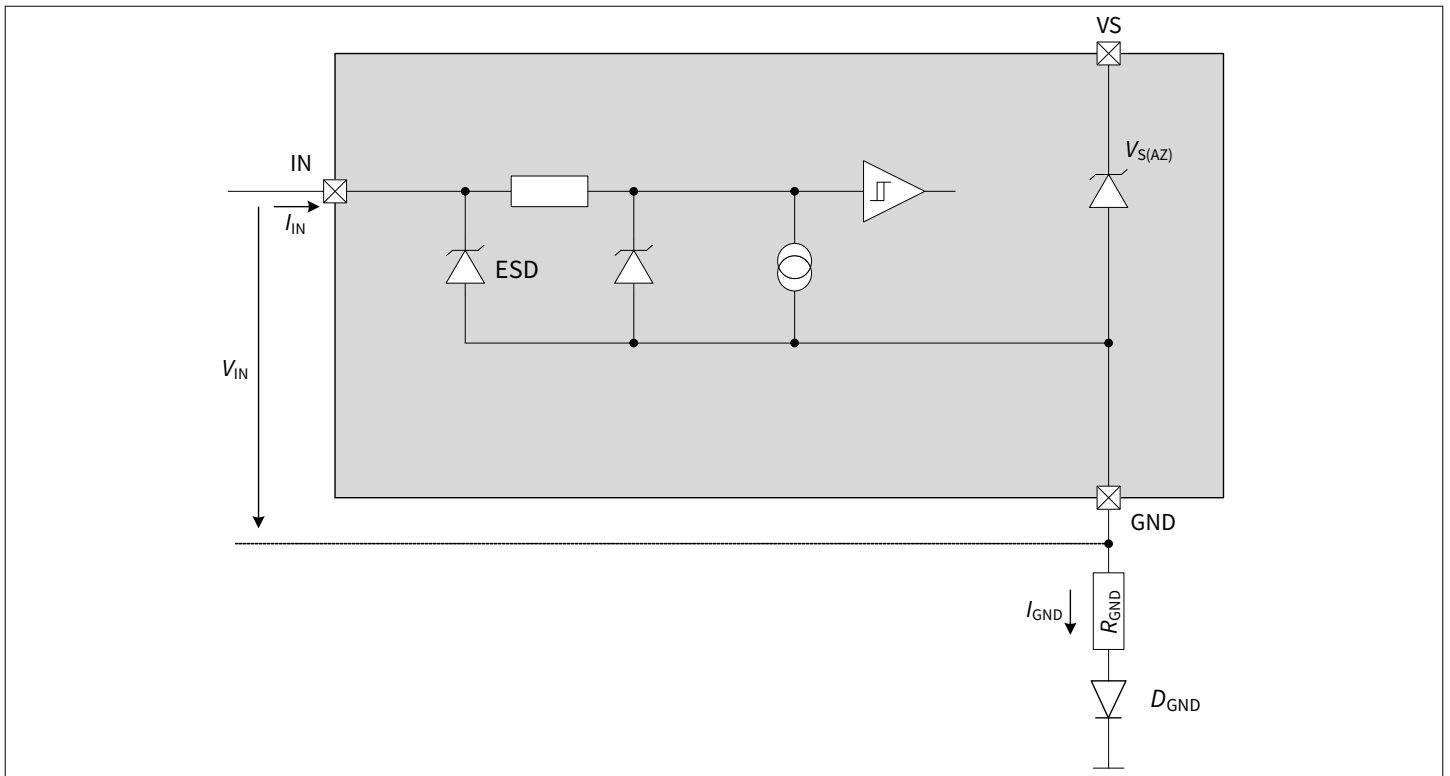 VS
V_S(AZ)
IN
I_IN
ESD
V_IN
GND
I_GND
R_GND
D_GND